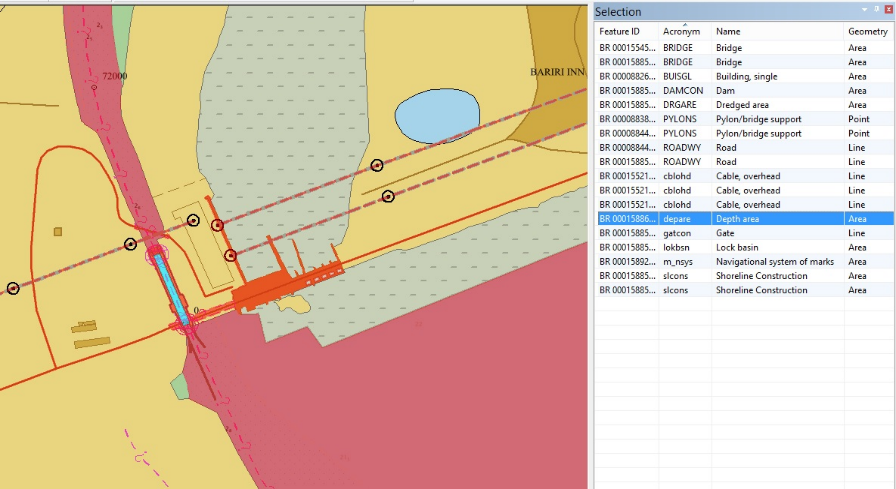 72000
BARIRI INN
0
Selection
Feature ID Acronym Name Geometry
BR 00015545... BRIDGE Bridge Area
BR 00015885... BRIDGE Bridge Area
BR 00008826... BUISGL Building, single Area
BR 00015885... DAMCON Dam Area
BR 00015885... DRGARE Dredged area Area
BR 00008838... PYLONS Pylon/bridge support Point
BR 00008844... PYLONS Pylon/bridge support Point
BR 00008844... ROADWY Road Line
BR 00015885... ROADWY Road Line
BR 00015521... cblohd Cable, overhead Line
BR 00015521... cblohd Cable, overhead Line
BR 00015521... cblohd Cable, overhead Line
BR 00015886... depare Depth area Area
BR 00015885... gatcon Gate Line
BR 00015885... lokbsn Lock basin Area
BR 00015892... m_nsys Navigational system of marks Area
BR 00015885... slcons Shoreline Construction Area
BR 00015885... slcons Shoreline Construction Area